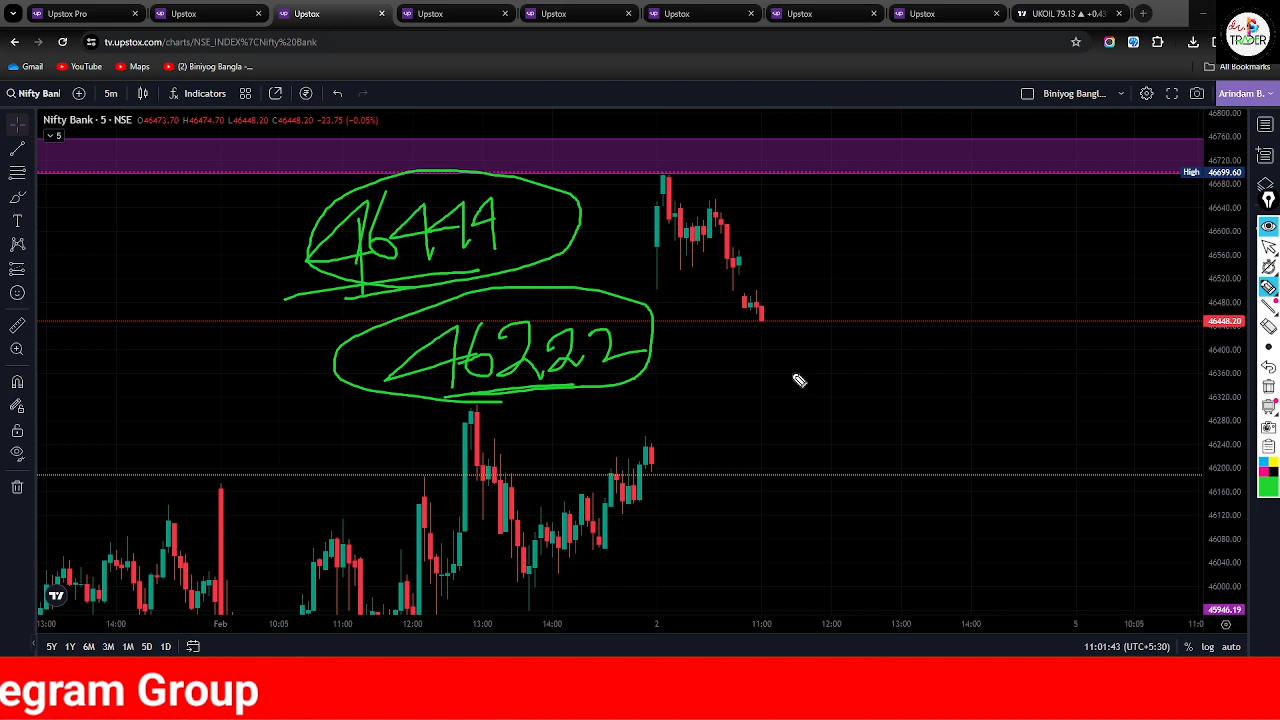 Upstox Pro
Upstox
Upstox
Upstox
Upstox
Upstox
Upstox
Upstox
UKOIL 79.13 ▲ +0.43
tv.upstox.com/charts/NSE_INDEX%7CNifty%20Bank
Gmail
YouTube
Maps
(2) Biniyog Bangla -...
All Bookmarks
TRADER
Nifty Banl
5m
Indicators
Biniyog Bangl...
Arindam B.
Nifty Bank · 5 · NSE O46473.70 H46474.70 L46448.20 C46448.20 −23.75 (−0.05%)
5
46800.00
46760.00
46720.00
High 46699.60
46680.00
46640.00
46600.00
46560.00
46520.00
46480.00
46448.20
46400.00
46360.00
46320.00
46280.00
46240.00
46200.00
46160.00
46120.00
46080.00
46040.00
46000.00
45946.19
46222
13:00 14:00 Feb 10:05 11:00 12:00 13:00 14:00 2 11:00 12:00 13:00 14:00 5 10:05 11:0
5Y 1Y 6M 3M 1M 5D 1D
11:01:43 (UTC+5:30) % log auto
egram Group